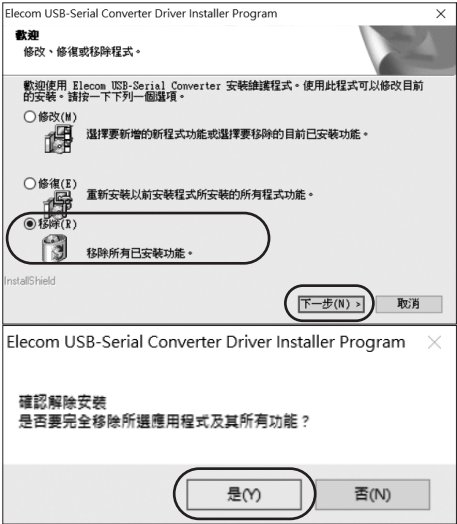 Elecom USB-Serial Converter Driver Installer Program
歡迎
修改、修復或移除程式。
歡迎使用 Elecom USB-Serial Converter 安裝維護程式。使用此程式可以修改目前
的安裝。請按一下下列一個選項。
修改(M)
選擇要新增的新程式功能或選擇要移除的目前已安裝功能。
修復(E)
重新安裝以前安裝程式所安裝的所有程式功能。
移除(R)
移除所有已安裝功能。
InstallShield
下一步(N) >
取消
Elecom USB-Serial Converter Driver Installer Program
確認解除安裝
是否要完全移除所選應用程式及其所有功能？
是(Y)
否(N)